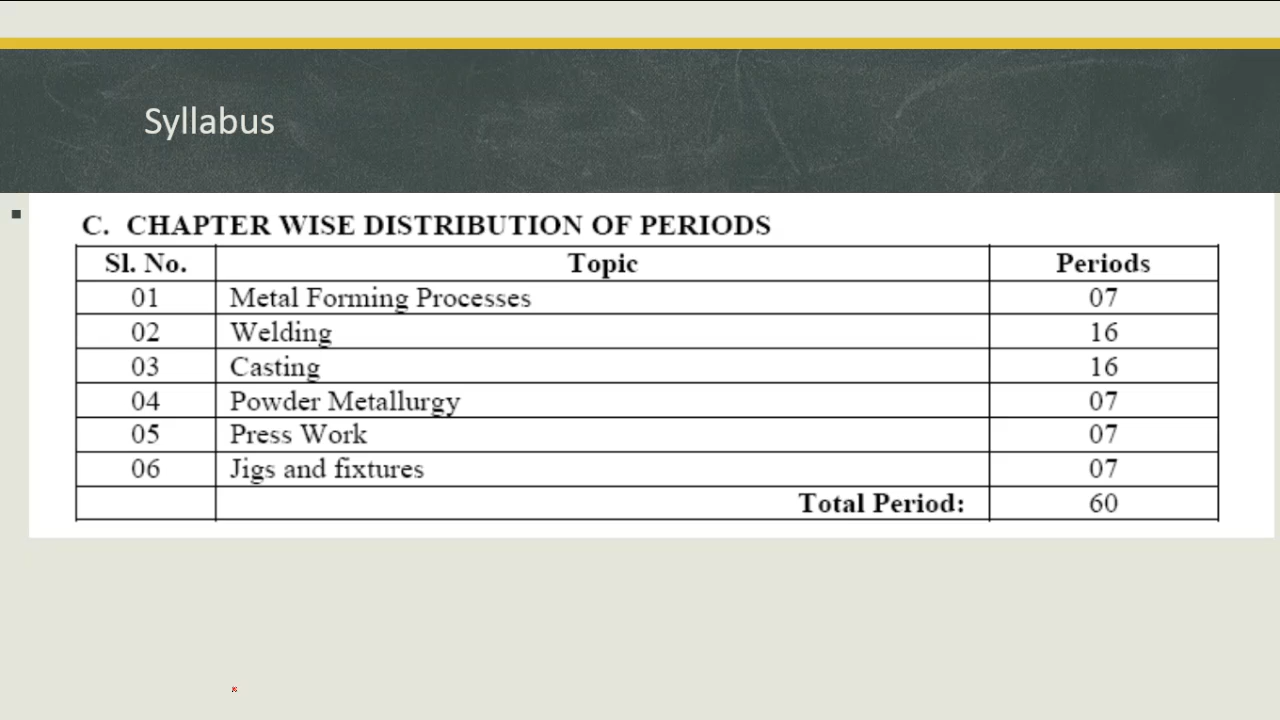 Syllabus
C. CHAPTER WISE DISTRIBUTION OF PERIODS
Sl. No. Topic Periods
01 Metal Forming Processes 07
02 Welding 16
03 Casting 16
04 Powder Metallurgy 07
05 Press Work 07
06 Jigs and fixtures 07
Total Period: 60